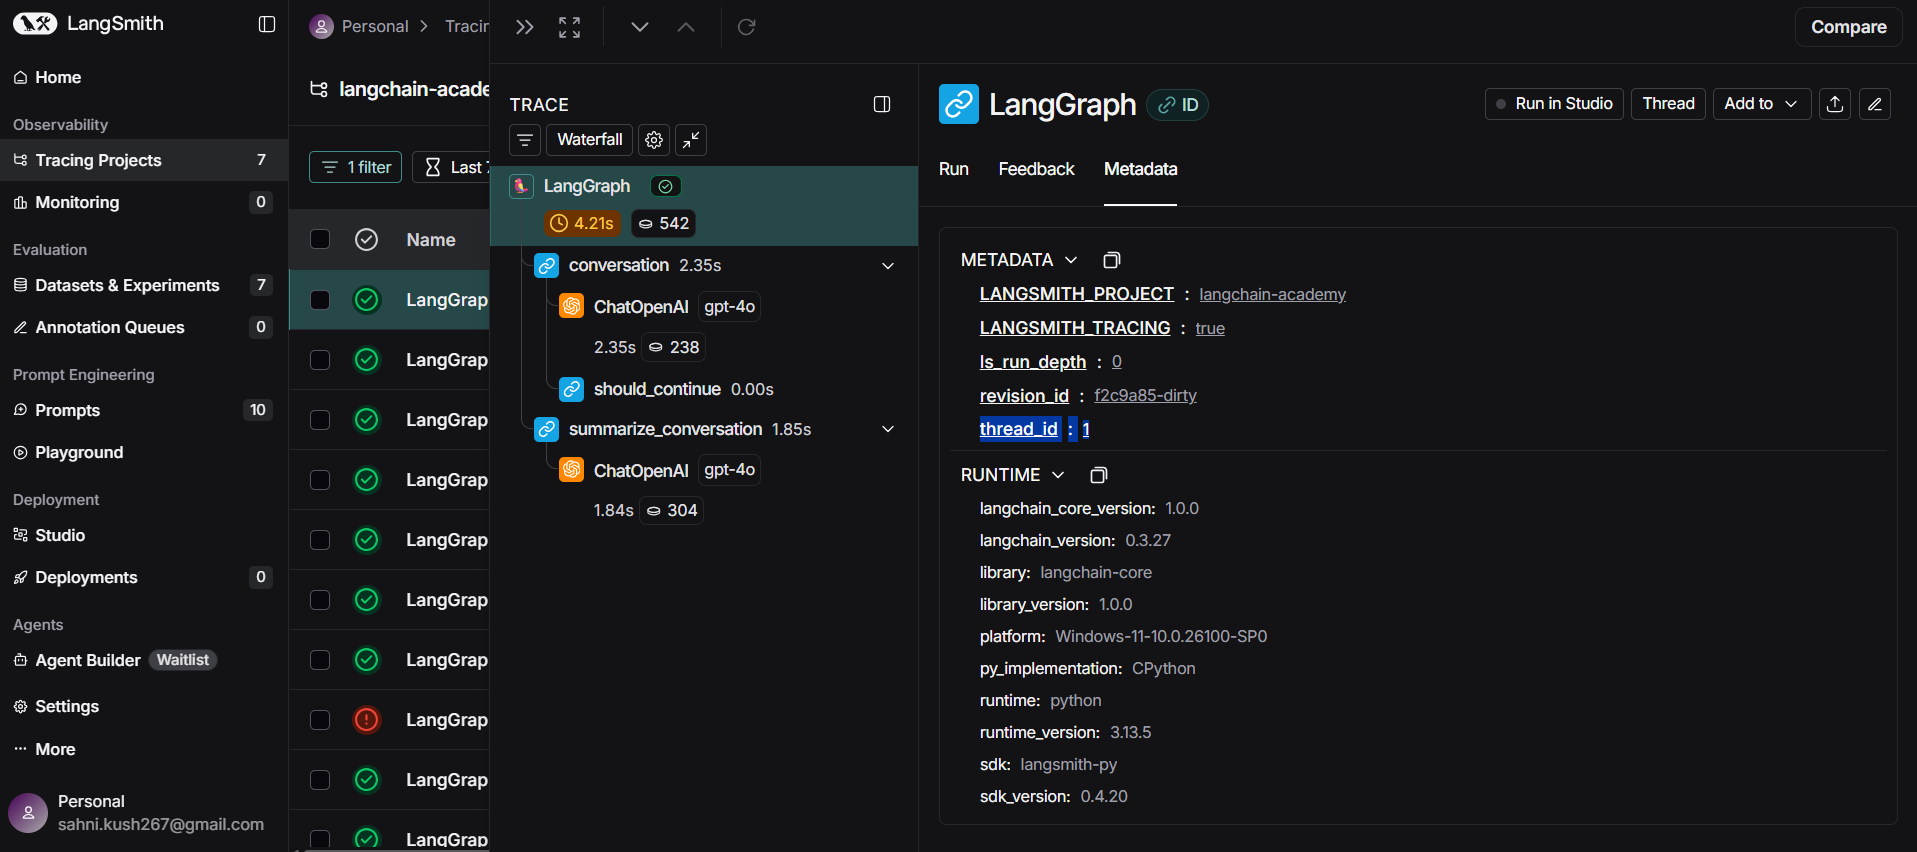 LangSmith
Home
Observability
Tracing Projects 7
Monitoring 0
Evaluation
Datasets & Experiments 7
Annotation Queues 0
Prompt Engineering
Prompts 10
Playground
Deployment
Studio
Deployments 0
Agents
Agent Builder Waitlist
Settings
More
Personal
sahni.kush267@gmail.com
Personal > Tracin
langchain-acade
1 filter Last 7
Name
LangGrap
LangGrap
LangGrap
LangGrap
LangGrap
LangGrap
LangGrap
LangGrap
LangGrap
LangGrap
Compare
TRACE
Waterfall
LangGraph
4.21s 542
conversation 2.35s
ChatOpenAI gpt-4o
2.35s 238
should_continue 0.00s
summarize_conversation 1.85s
ChatOpenAI gpt-4o
1.84s 304
LangGraph ID
Run in Studio Thread Add to
Run Feedback Metadata
METADATA
LANGSMITH_PROJECT : langchain-academy
LANGSMITH_TRACING : true
ls_run_depth : 0
revision_id : f2c9a85-dirty
thread_id : 1
RUNTIME
langchain_core_version: 1.0.0
langchain_version: 0.3.27
library: langchain-core
library_version: 1.0.0
platform: Windows-11-10.0.26100-SP0
py_implementation: CPython
runtime: python
runtime_version: 3.13.5
sdk: langsmith-py
sdk_version: 0.4.20